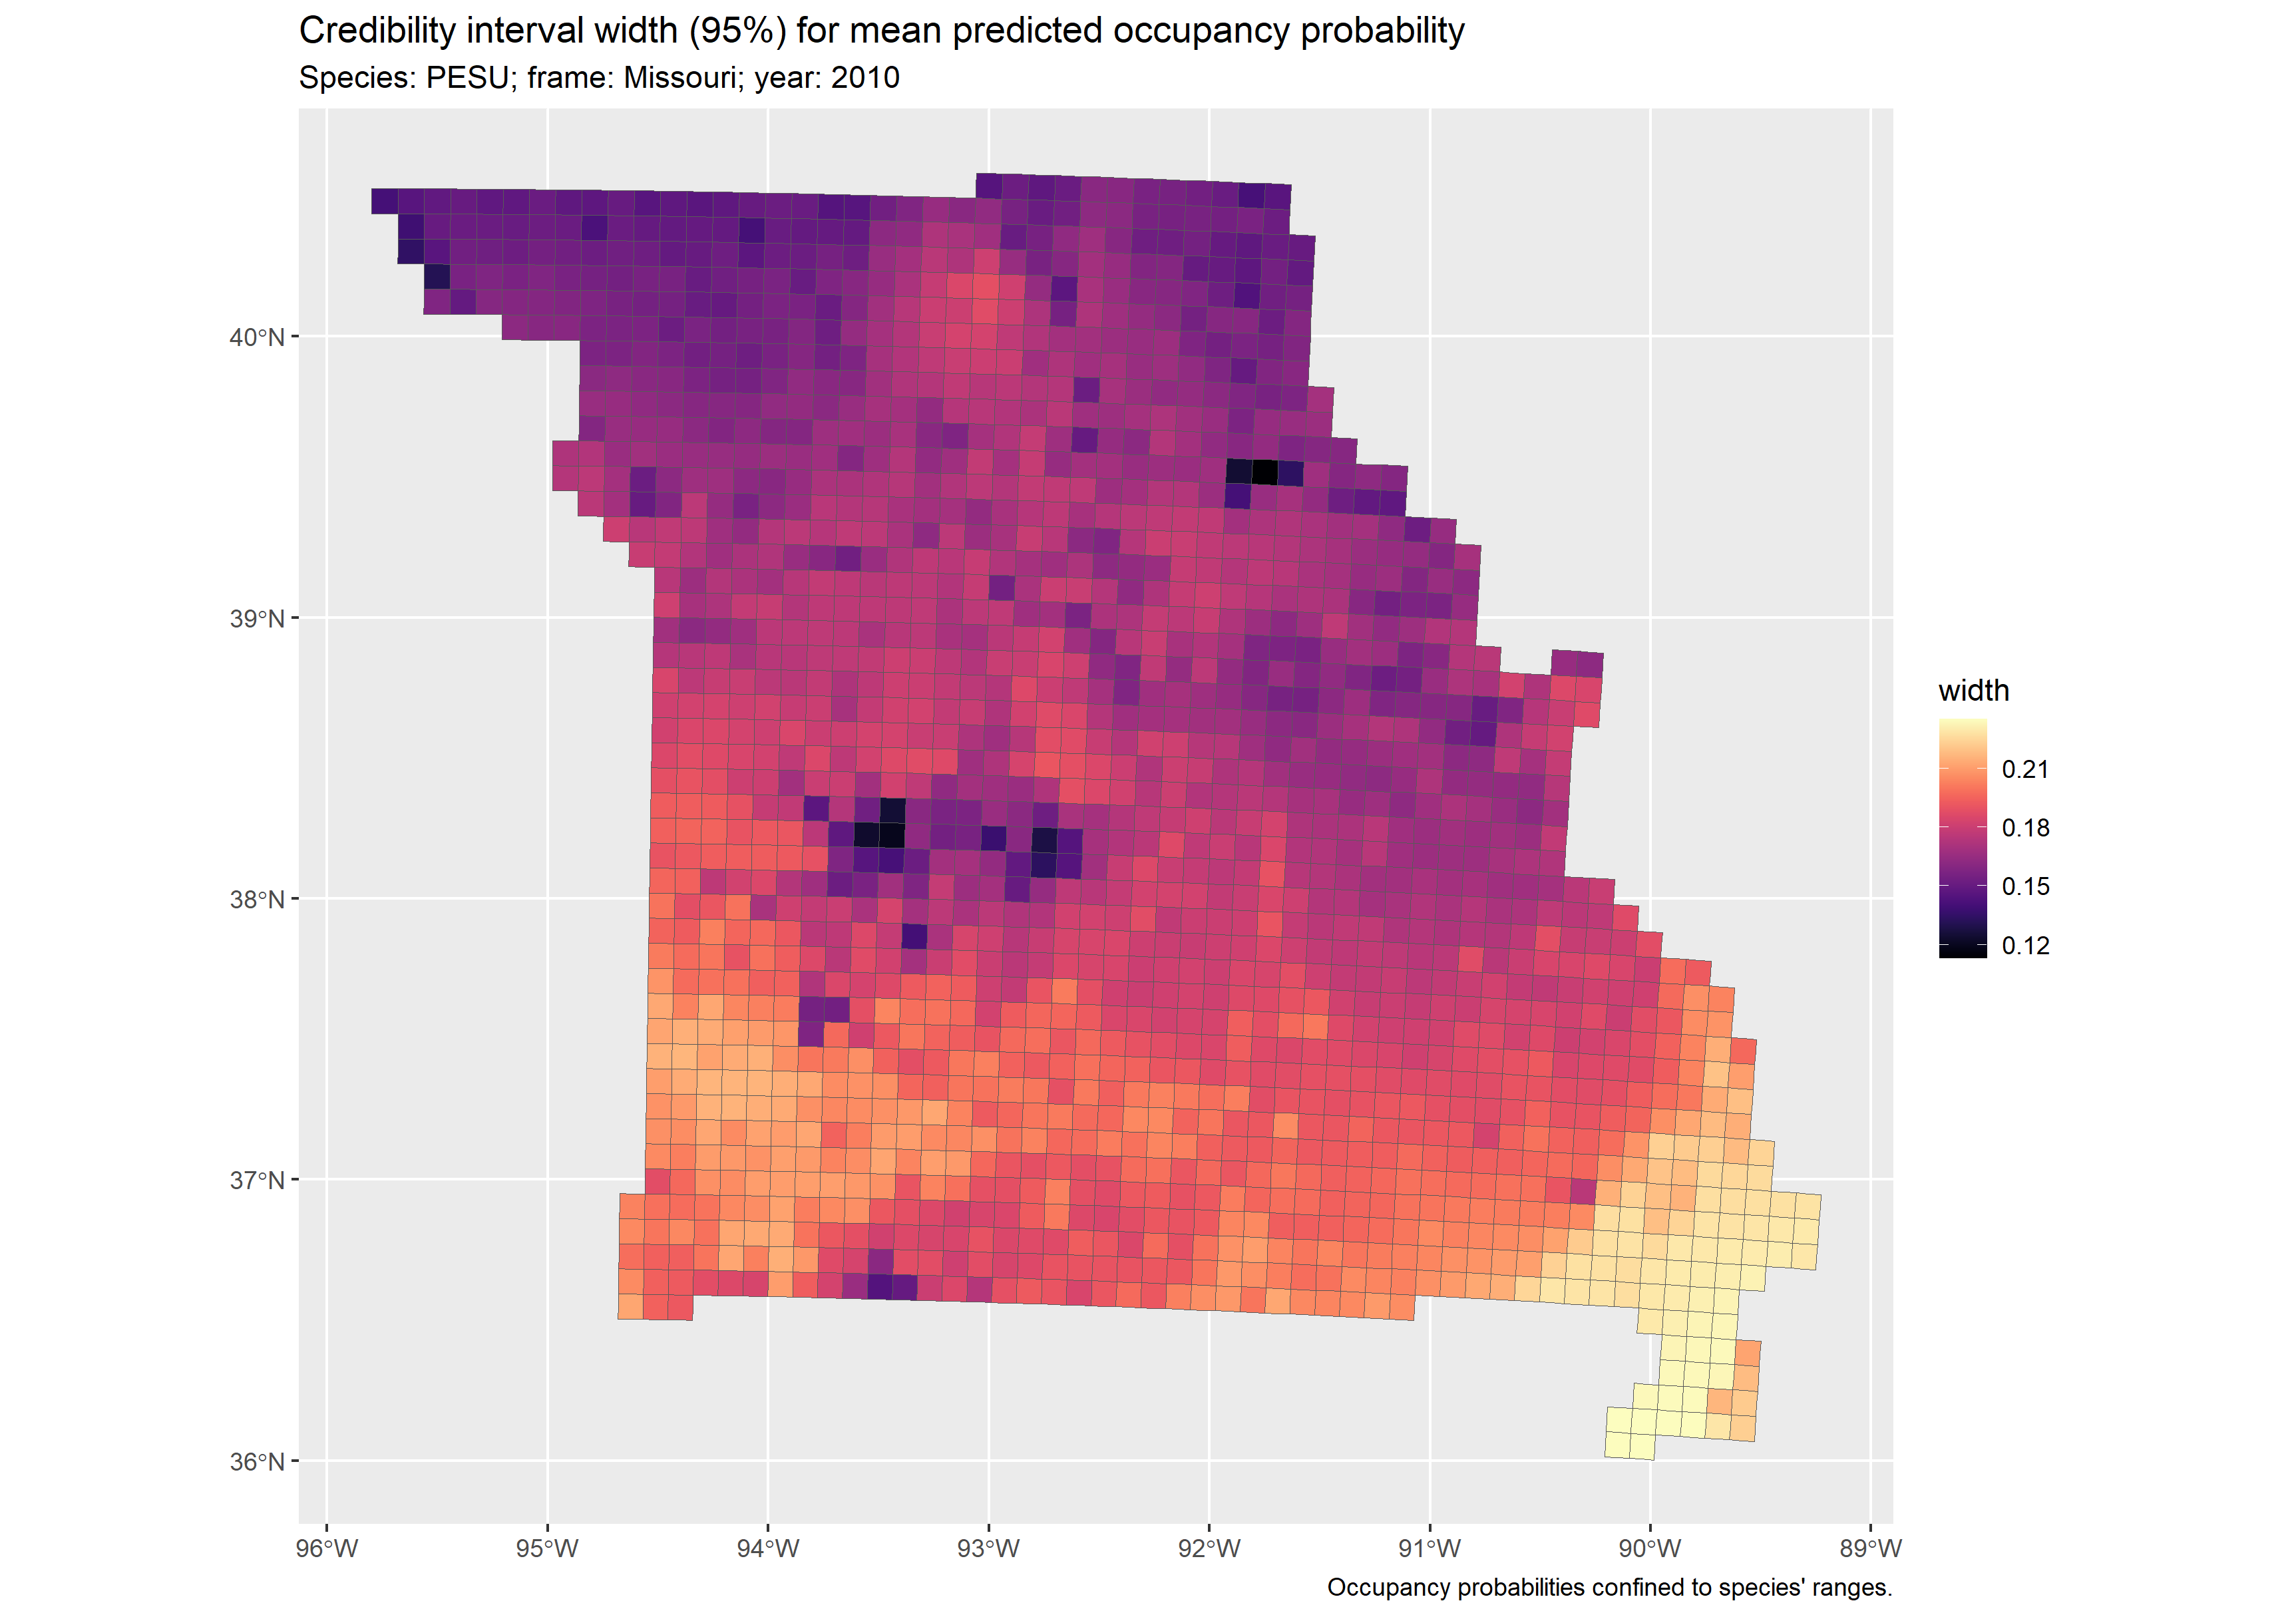 Credibility interval width (95%) for mean predicted occupancy probability
Species: PESU; frame: Missouri; year: 2010
40°N
39°N
38°N
37°N
36°N
96°W 95°W 94°W 93°W 92°W 91°W 90°W 89°W
width
0.21
0.18
0.15
0.12
Occupancy probabilities confined to species' ranges.